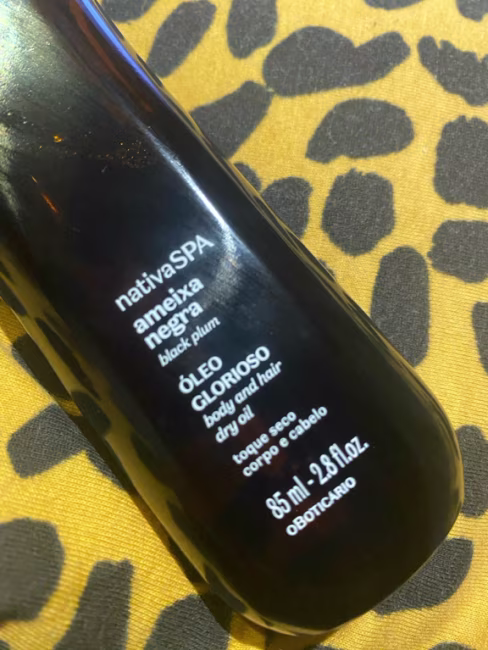 nativaSPA
ameixa
negra
black plum
ÓLEO
GLORIOSO
body and hair
dry oil
toque seco
corpo e cabelo
85 ml - 2.8 fl.oz.
oBOTICÁRIO